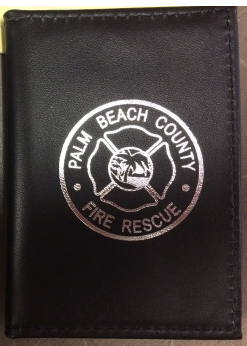 PALM BEACH COUNTY
FIRE RESCUE